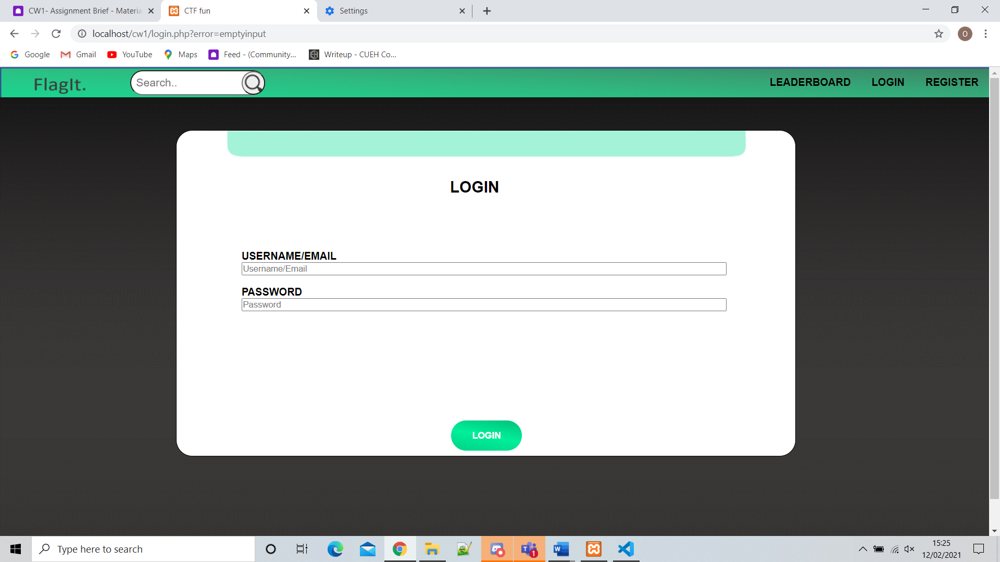 CW1- Assignment Brief - Materia
CTF fun
Settings
localhost/cw1/login.php?error=emptyinput
O
Google
Gmail
YouTube
Maps
Feed - (Community...
Writeup - CUEH Co...
FlagIt.
Search..
LEADERBOARD
LOGIN
REGISTER
LOGIN
USERNAME/EMAIL
Username/Email
PASSWORD
Password
LOGIN
Type here to search
T
1
W
15:25
12/02/2021